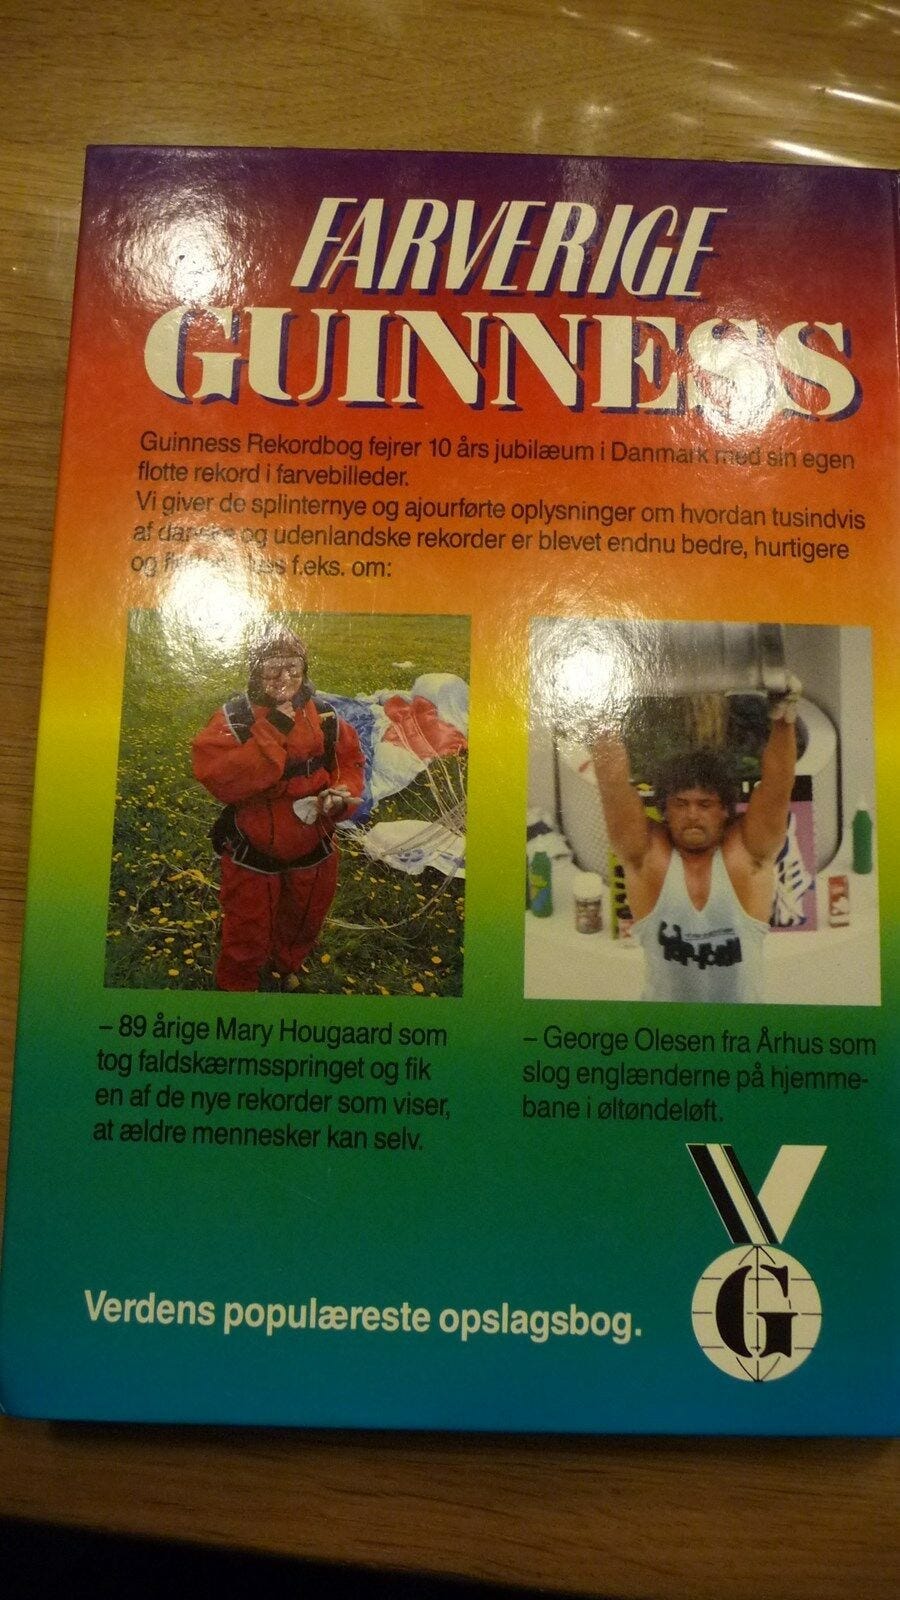 FARVERIGE
GUINNESS
Guinness Rekordbog fejrer 10 års jubilæum i Danmark med sin egen
flotte rekord i farvebilleder.
Vi giver de splinternye og ajourførte oplysninger om hvordan tusindvis
af danske og udenlandske rekorder er blevet endnu bedre, hurtigere
og f.eks. om:
– 89 årige Mary Hougaard som
tog faldskærmsspringet og fik
en af de nye rekorder som viser,
at ældre mennesker kan selv.
– George Olesen fra Århus som
slog englænderne på hjemme-
bane i øltøndeløft.
Verdens populæreste opslagsbog.
G